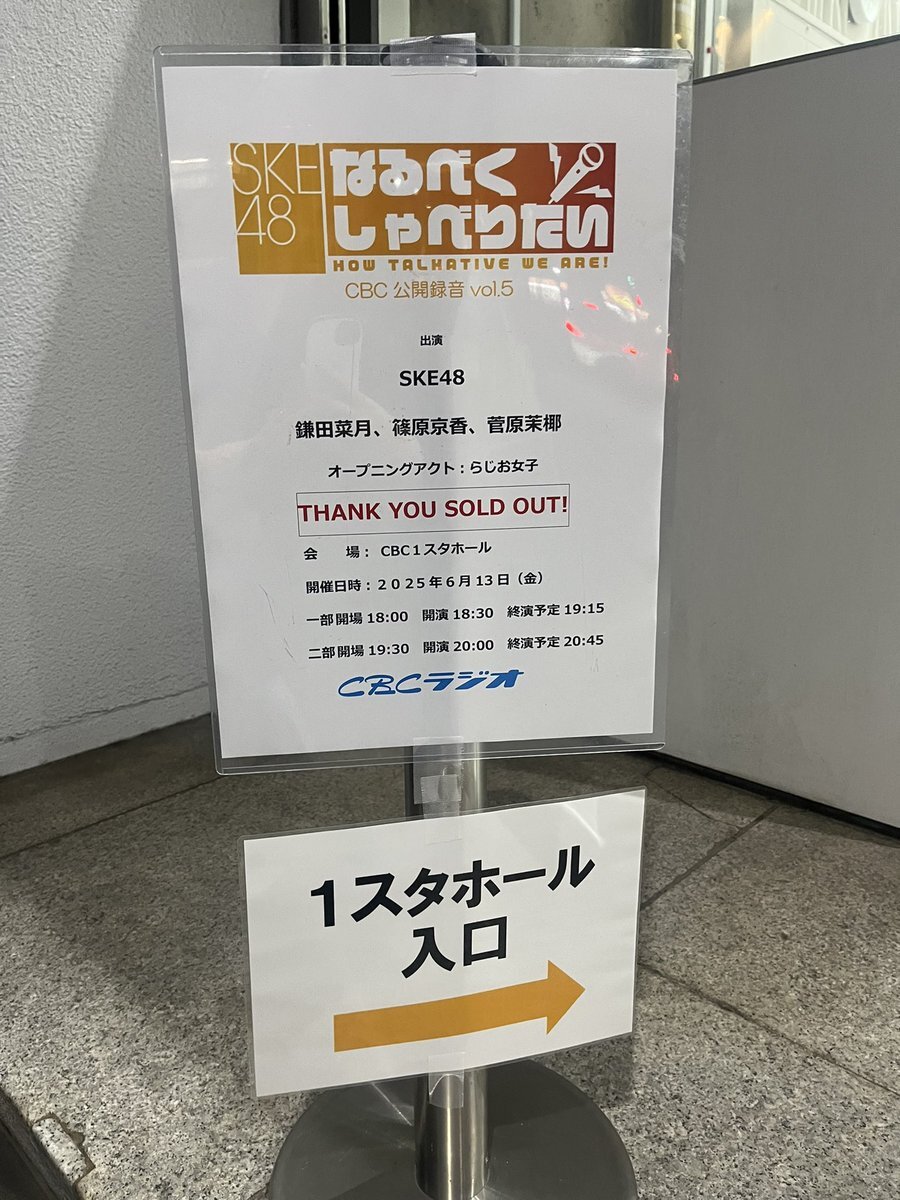 SKE
48
なるべく
しゃべりたい
HOW TALKATIVE WE ARE!
CBC 公開録音 vol.5
出演
SKE48
鎌田菜月、篠原京香、菅原茉椰
オープニングアクト：らじお女子
THANK YOU SOLD OUT!
会　場： CBC１スタホール
開催日時：２０２５年６月１３日（金）
一部開場 18:00　開演 18:30　終演予定 19:15
二部開場 19:30　開演 20:00　終演予定 20:45
CBCラジオ
１スタホール
入口